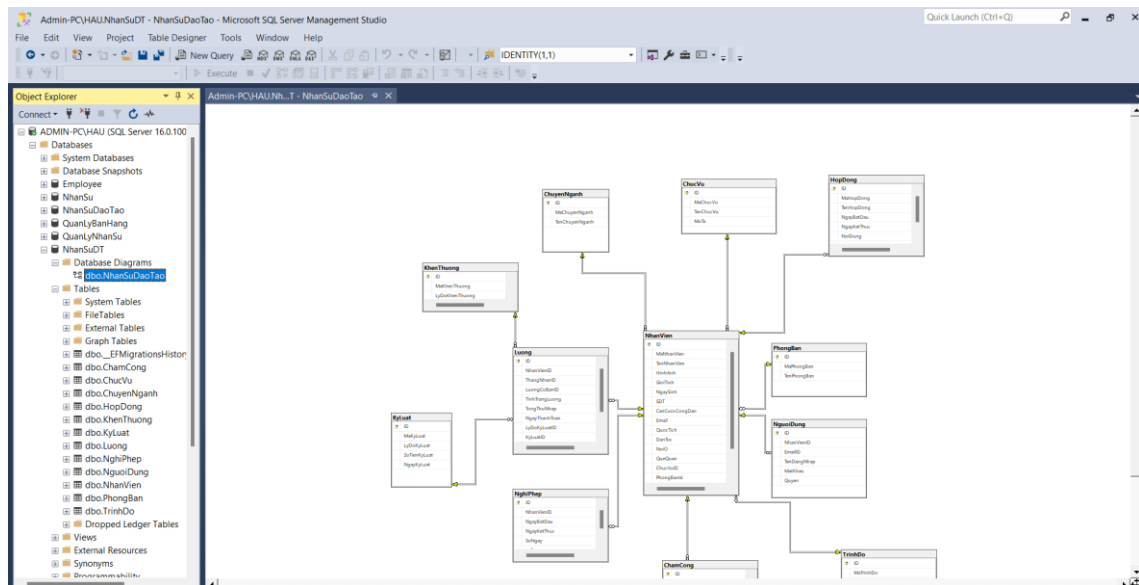 Admin-PC\HAU.NhanSuDT - NhanSuDaoTao - Microsoft SQL Server Management Studio
Quick Launch (Ctrl+Q)
File Edit View Project Table Designer Tools Window Help
New Query
IDENTITY(1,1)
Execute
Object Explorer
Admin-PC\HAU.Nh...T - NhanSuDaoTao
Connect
ADMIN-PC\HAU (SQL Server 16.0.100
Databases
System Databases
Database Snapshots
Employee
NhanSu
NhanSuDaoTao
QuanLyBanHang
QuanLyNhanSu
NhanSuDT
Database Diagrams
dbo.NhanSuDaoTao
Tables
System Tables
FileTables
External Tables
Graph Tables
dbo.__EFMigrationsHistor
dbo.ChamCong
dbo.ChucVu
dbo.ChuyenNganh
dbo.HopDong
dbo.KhenThuong
dbo.KyLuat
dbo.Luong
dbo.NghiPhep
dbo.NguoiDung
dbo.NhanVien
dbo.PhongBan
dbo.TrinhDo
Dropped Ledger Tables
Views
External Resources
Synonyms
Programmability
ChuyenNganh
ID
MaChuyenNganh
TenChuyenNganh
ChucVu
ID
MaChucVu
TenChucVu
MoTa
HopDong
ID
MaHopDong
TenHopDong
NgayBatDau
NgayKetThuc
NoiDung
KhenThuong
ID
MaKhenThuong
LyDoKhenThuong
Luong
ID
NhanVienID
ThangNhanID
LuongCoBanID
TinhTrangLuong
TongThuNhap
NgayThanhToan
LyDoKyLuatID
KyLuatID
KyLuat
ID
MaKyLuat
LyDoKyLuat
SoTienKyLuat
NgayKyLuat
NghiPhep
ID
NhanVienID
NgayBatDau
NgayKetThuc
SoNgay
NhanVien
ID
MaNhanVien
TenNhanVien
HinhAnh
GioiTinh
NgaySinh
SDT
CanCuocCongDan
Email
QuocTich
DanToc
NoiO
QueQuan
ChucVuID
PhongBanId
PhongBan
ID
MaPhongBan
TenPhongBan
NguoiDung
ID
NhanVienID
EmailID
TenDangNhap
MatKhau
Quyen
ChamCong
ID
TrinhDo
ID
MaTrinhDo